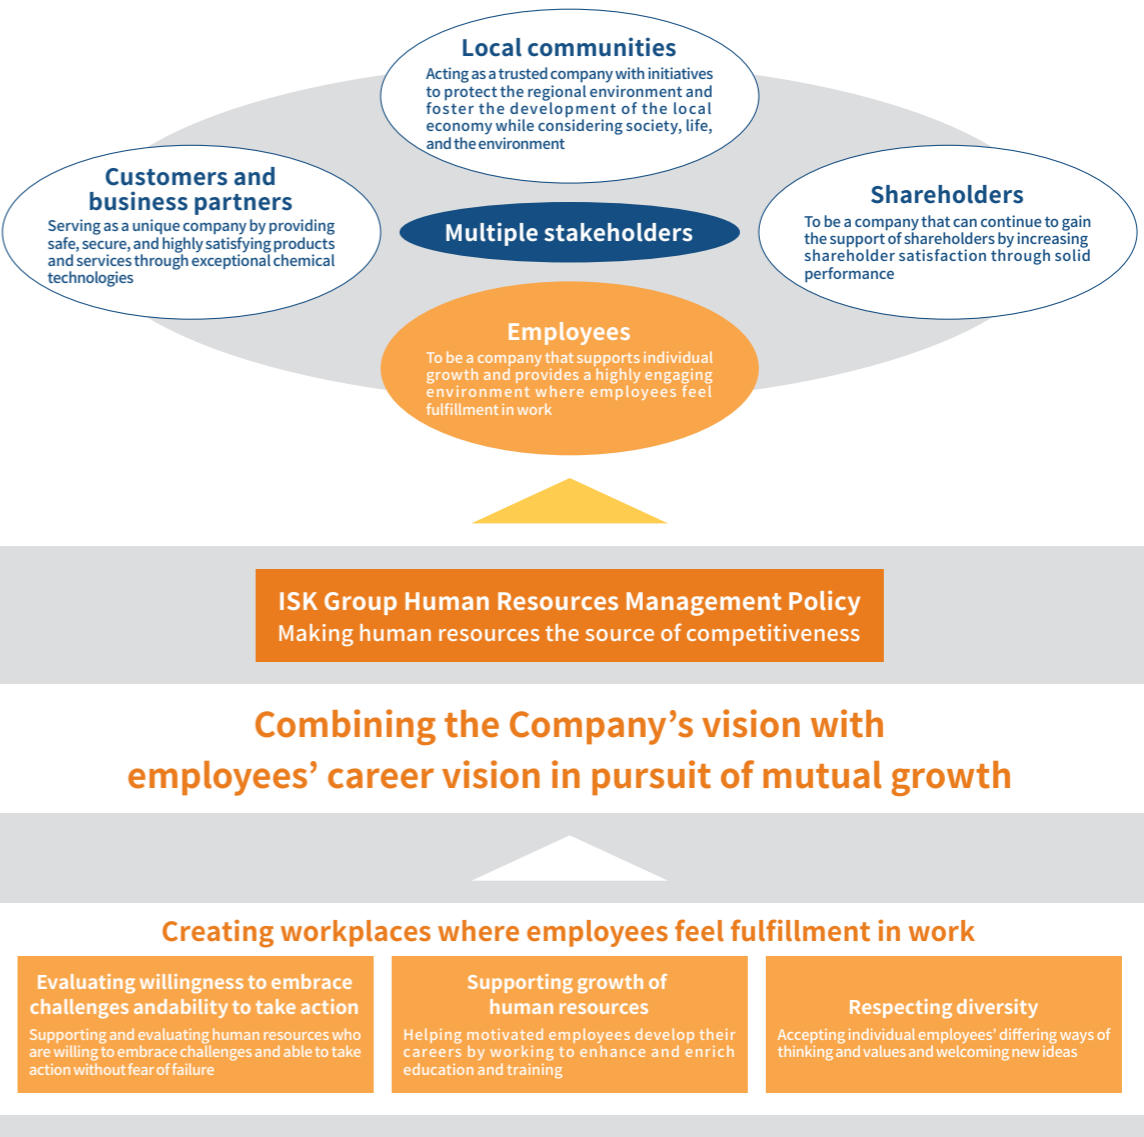 Local communities
Acting as a trusted company with initiatives
to protect the regional environment and
foster the development of the local
economy while considering society, life,
and the environment
Customers and
business partners
Serving as a unique company by providing
safe, secure, and highly satisfying products
and services through exceptional chemical
technologies
Multiple stakeholders
Shareholders
To be a company that can continue to gain
the support of shareholders by increasing
shareholder satisfaction through solid
performance
Employees
To be a company that supports individual
growth and provides a highly engaging
environment where employees feel
fulfillment in work
ISK Group Human Resources Management Policy
Making human resources the source of competitiveness
Combining the Company’s vision with
employees’ career vision in pursuit of mutual growth
Creating workplaces where employees feel fulfillment in work
Evaluating willingness to embrace
challenges andability to take action
Supporting and evaluating human resources who
are willing to embrace challenges and able to take
action without fear of failure
Supporting growth of
human resources
Helping motivated employees develop their
careers by working to enhance and enrich
education and training
Respecting diversity
Accepting individual employees’ differing ways of
thinking and values and welcoming new ideas